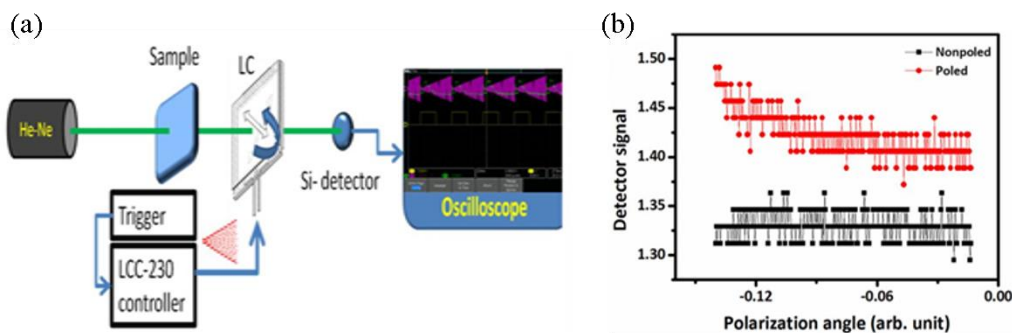 (a)
Sample
LC
He-Ne
Si- detector
Trigger
LCC-230
controller
Oscilloscope
(b)
Nonpoled
Poled
1.50
1.45
1.40
1.35
1.30
Detector signal
-0.12
-0.06
0.00
Polarization angle (arb. unit)